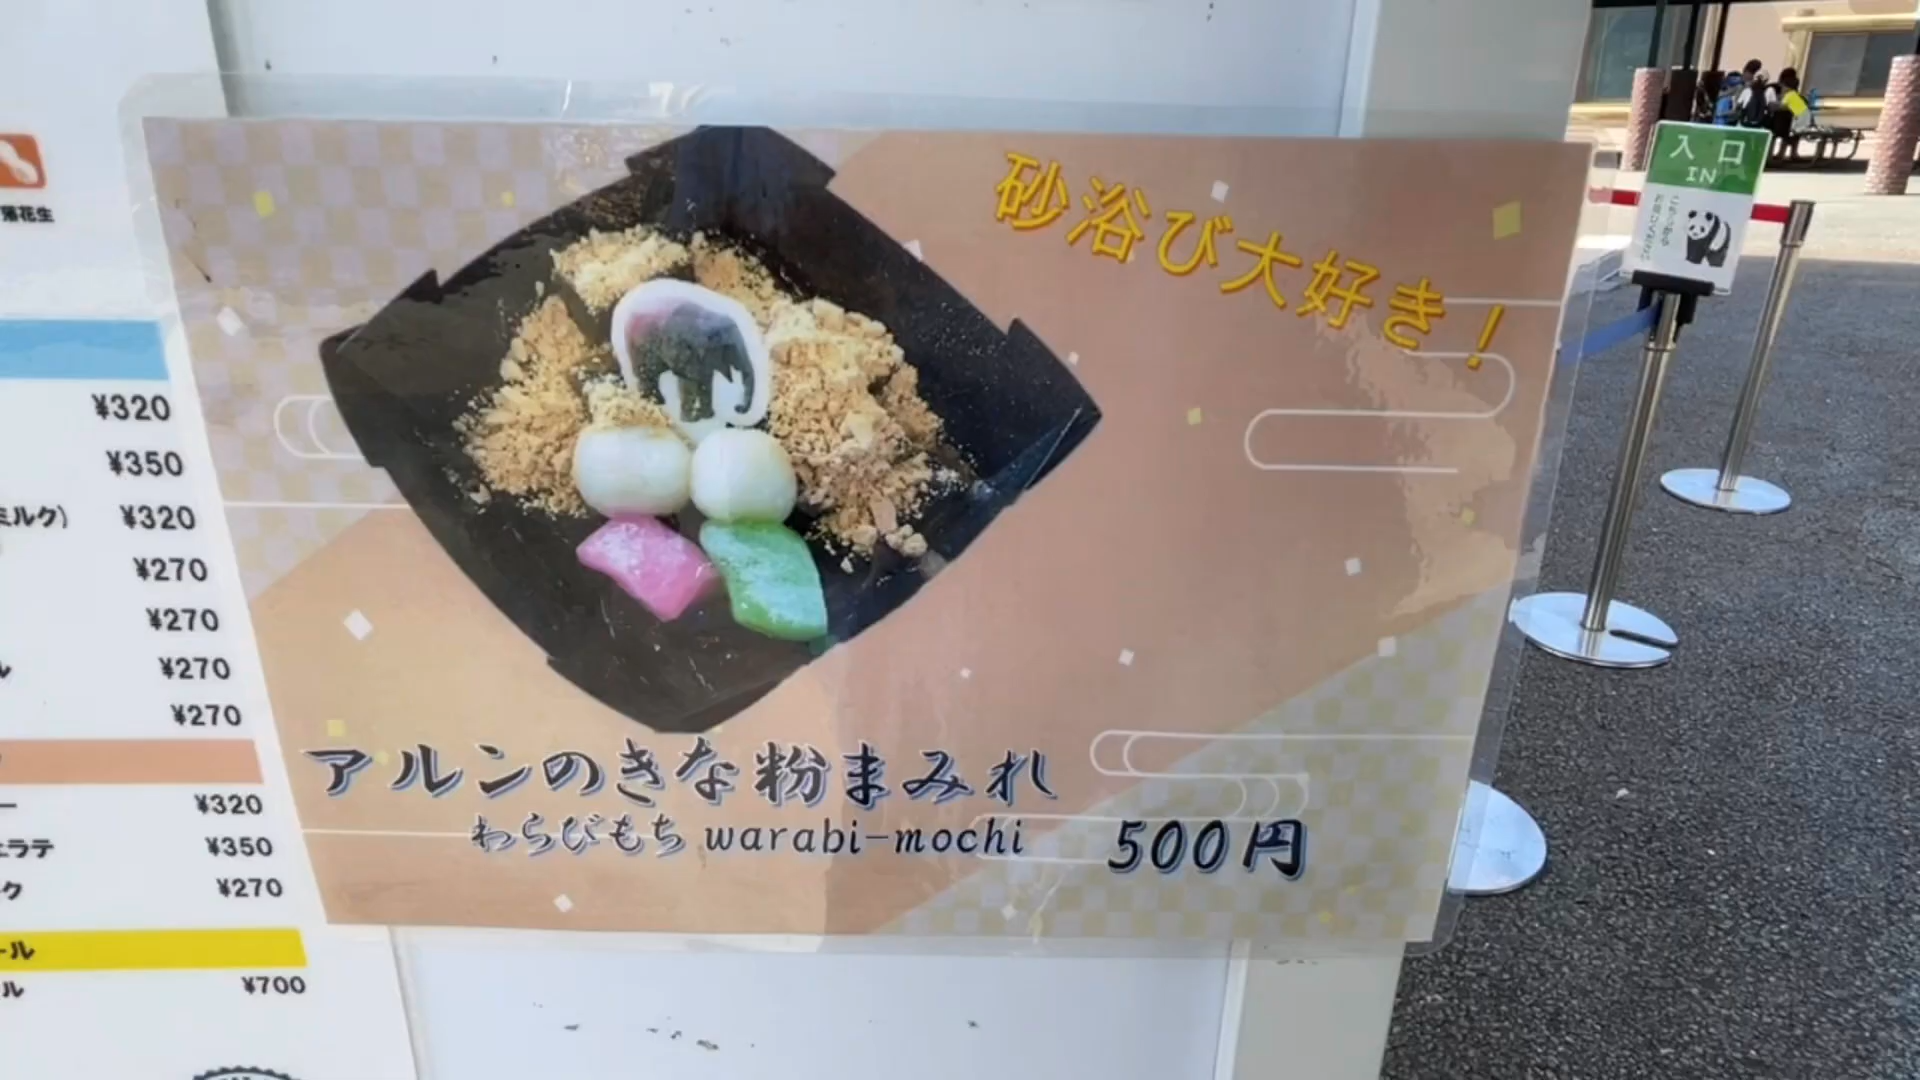 砂浴び大好き!
アルンのきな粉まみれ
わらびもち warabi-mochi 500円
落花生
¥320
¥350
ミルク) ¥320
¥270
¥270
ル ¥270
¥270
ー ¥320
ェラテ ¥350
ク ¥270
ール
ル ¥700
入口
IN